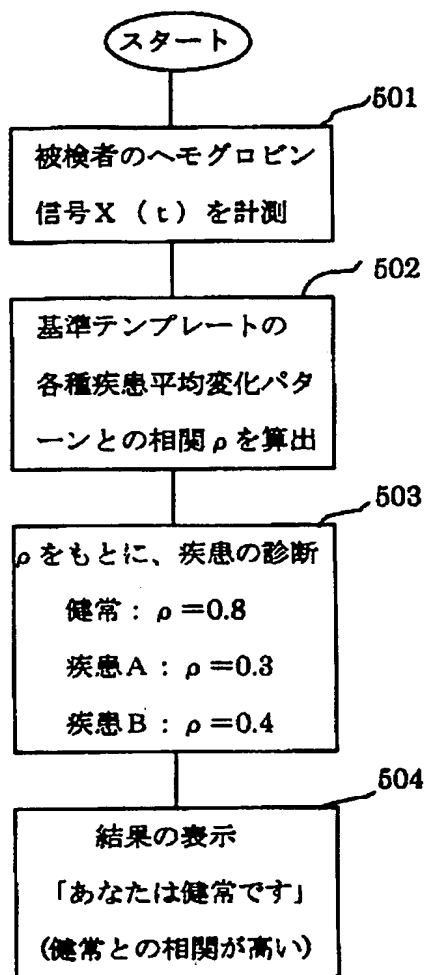 スタート
501
被検者のヘモグロビン
信号X（t）を計測
502
基準テンプレートの
各種疾患平均変化パタ
ーンとの相関ρを算出
503
ρをもとに、疾患の診断
健常：ρ＝0.8
疾患A：ρ＝0.3
疾患B：ρ＝0.4
504
結果の表示
「あなたは健常です」
(健常との相関が高い)